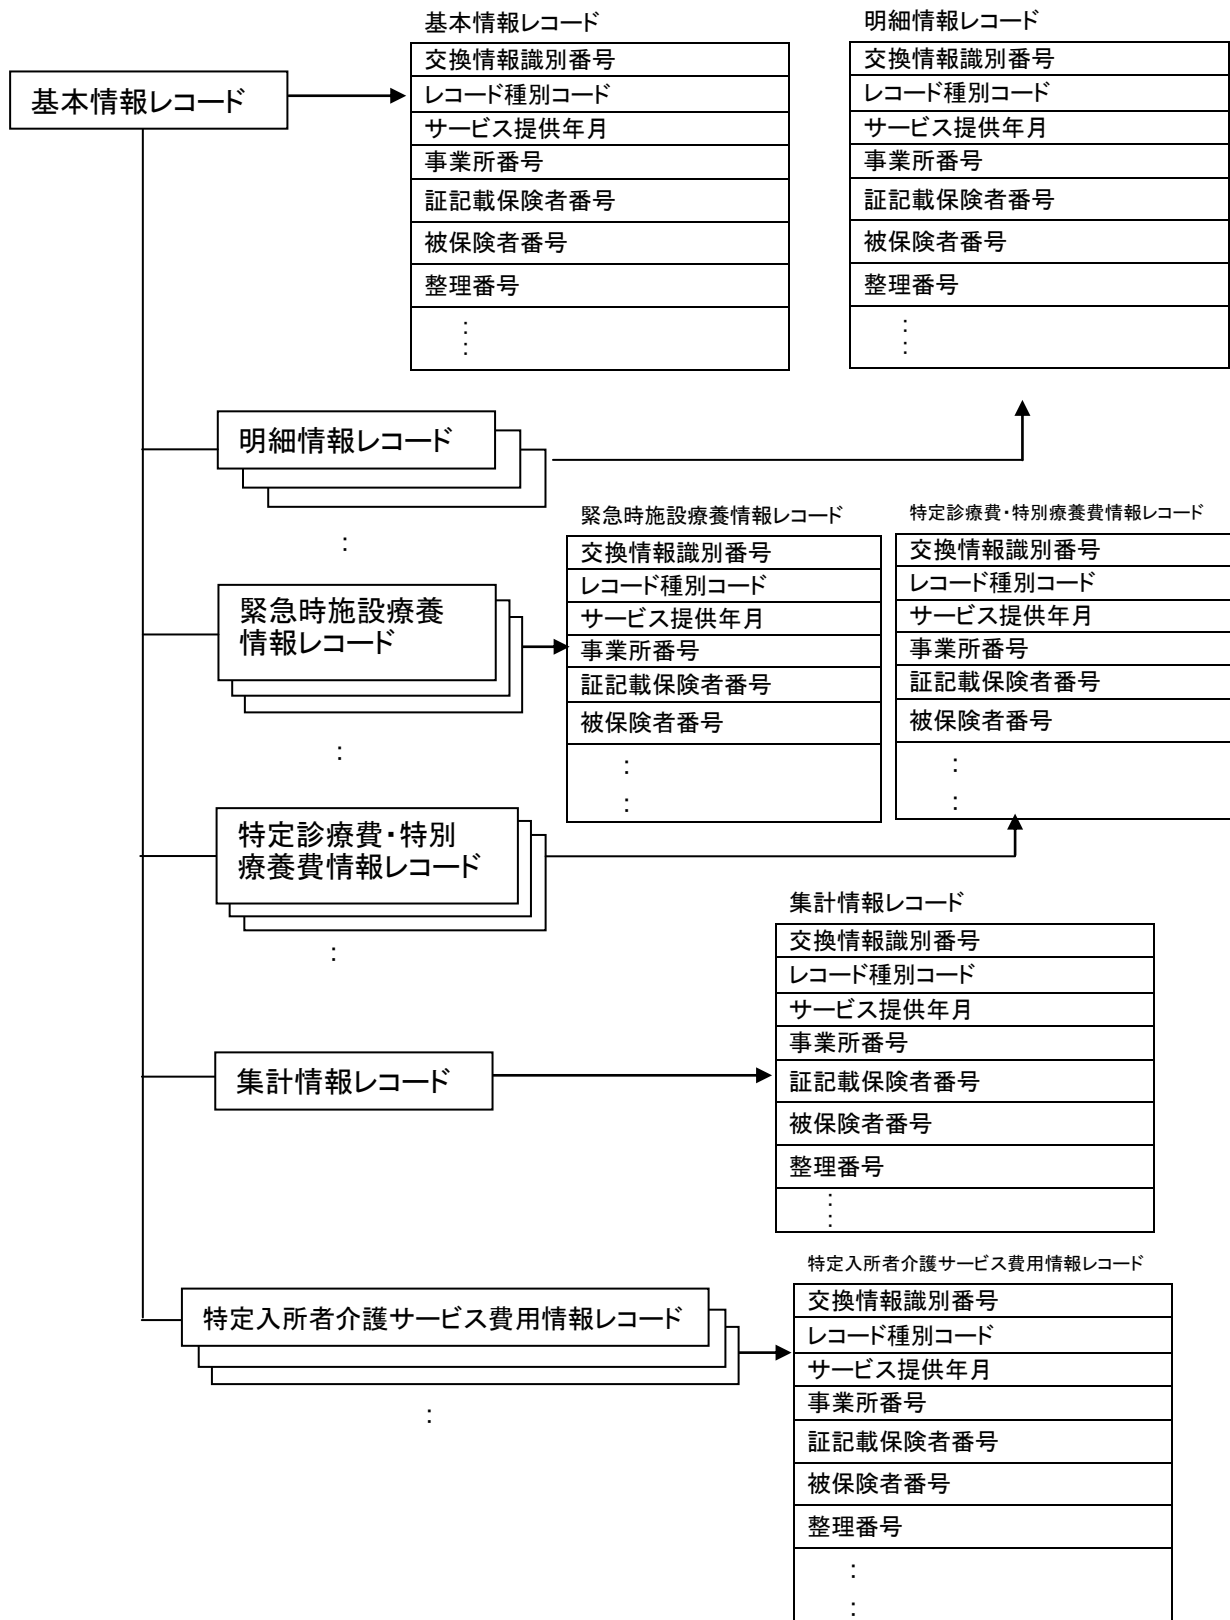 基本情報レコード
基本情報レコード
交換情報識別番号
レコード種別コード
サービス提供年月
事業所番号
証記載保険者番号
被保険者番号
整理番号
:
:
明細情報レコード
交換情報識別番号
レコード種別コード
サービス提供年月
事業所番号
証記載保険者番号
被保険者番号
整理番号
:
:
明細情報レコード
:
緊急時施設療養
情報レコード
:
緊急時施設療養情報レコード
交換情報識別番号
レコード種別コード
サービス提供年月
事業所番号
証記載保険者番号
被保険者番号
:
:
特定診療費・特別療養費情報レコード
交換情報識別番号
レコード種別コード
サービス提供年月
事業所番号
証記載保険者番号
被保険者番号
:
:
特定診療費・特別
療養費情報レコード
:
集計情報レコード
集計情報レコード
交換情報識別番号
レコード種別コード
サービス提供年月
事業所番号
証記載保険者番号
被保険者番号
整理番号
:
:
特定入所者介護サービス費用情報レコード
:
特定入所者介護サービス費用情報レコード
交換情報識別番号
レコード種別コード
サービス提供年月
事業所番号
証記載保険者番号
被保険者番号
整理番号
:
: